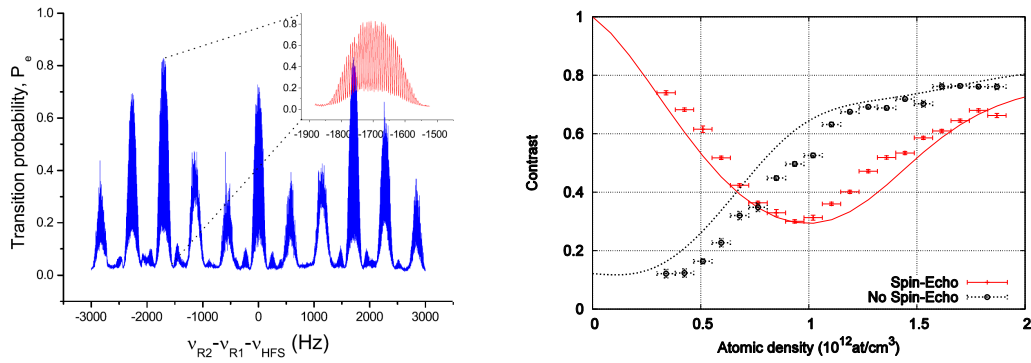 Transition probability, P_e
1.0
0.8
0.6
0.4
0.2
0.0
-3000 -2000 -1000 0 1000 2000 3000
ν_R2-ν_R1-ν_HFS (Hz)
0.8
0.6
0.4
0.2
0.0
-1900 -1800 -1700 -1600 -1500
Contrast
1
0.8
0.6
0.4
0.2
0
0 0.5 1 1.5 2
Atomic density (10^12at/cm^3)
Spin-Echo
No Spin-Echo